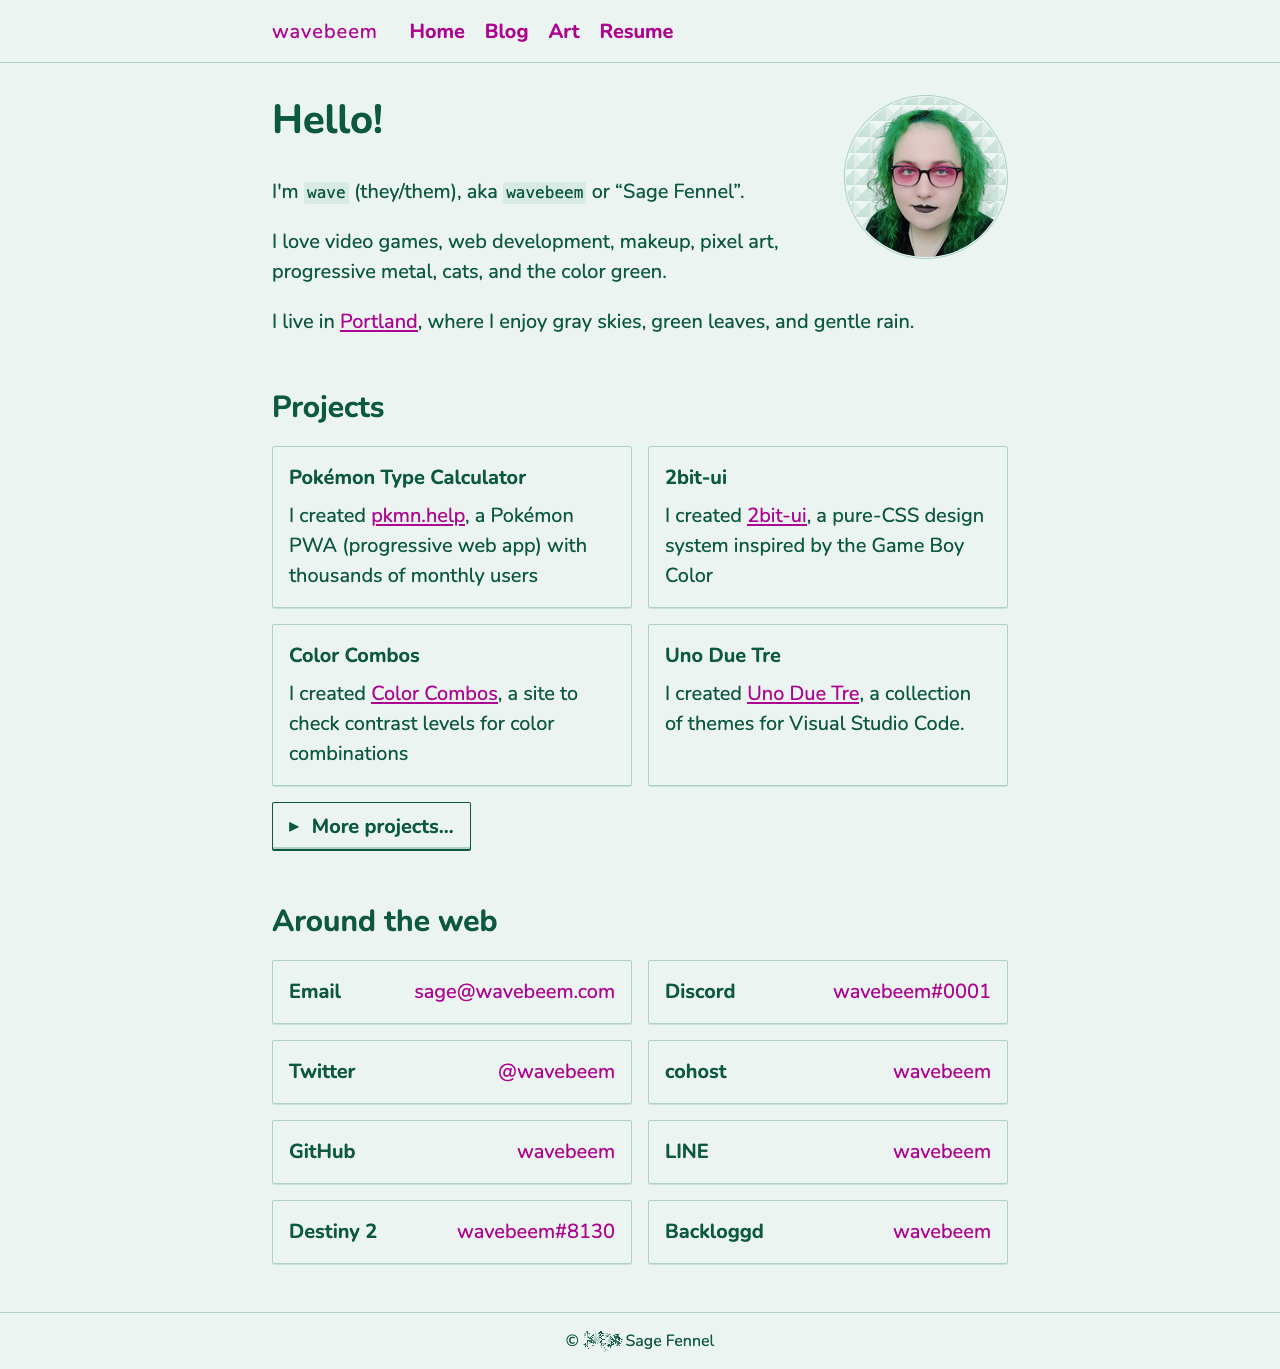 wavebeem Home Blog Art Resume
Hello!
I'm wave (they/them), aka wavebeem or “Sage Fennel”.
I love video games, web development, makeup, pixel art,
progressive metal, cats, and the color green.
I live in Portland, where I enjoy gray skies, green leaves, and gentle rain.
Projects
Pokémon Type Calculator
I created pkmn.help, a Pokémon
PWA (progressive web app) with
thousands of monthly users
2bit-ui
I created 2bit-ui, a pure-CSS design
system inspired by the Game Boy
Color
Color Combos
I created Color Combos, a site to
check contrast levels for color
combinations
Uno Due Tre
I created Uno Due Tre, a collection
of themes for Visual Studio Code.
▶ More projects...
Around the web
Email sage@wavebeem.com
Discord wavebeem#0001
Twitter @wavebeem
cohost wavebeem
GitHub wavebeem
LINE wavebeem
Destiny 2 wavebeem#8130
Backloggd wavebeem
© Sage Fennel